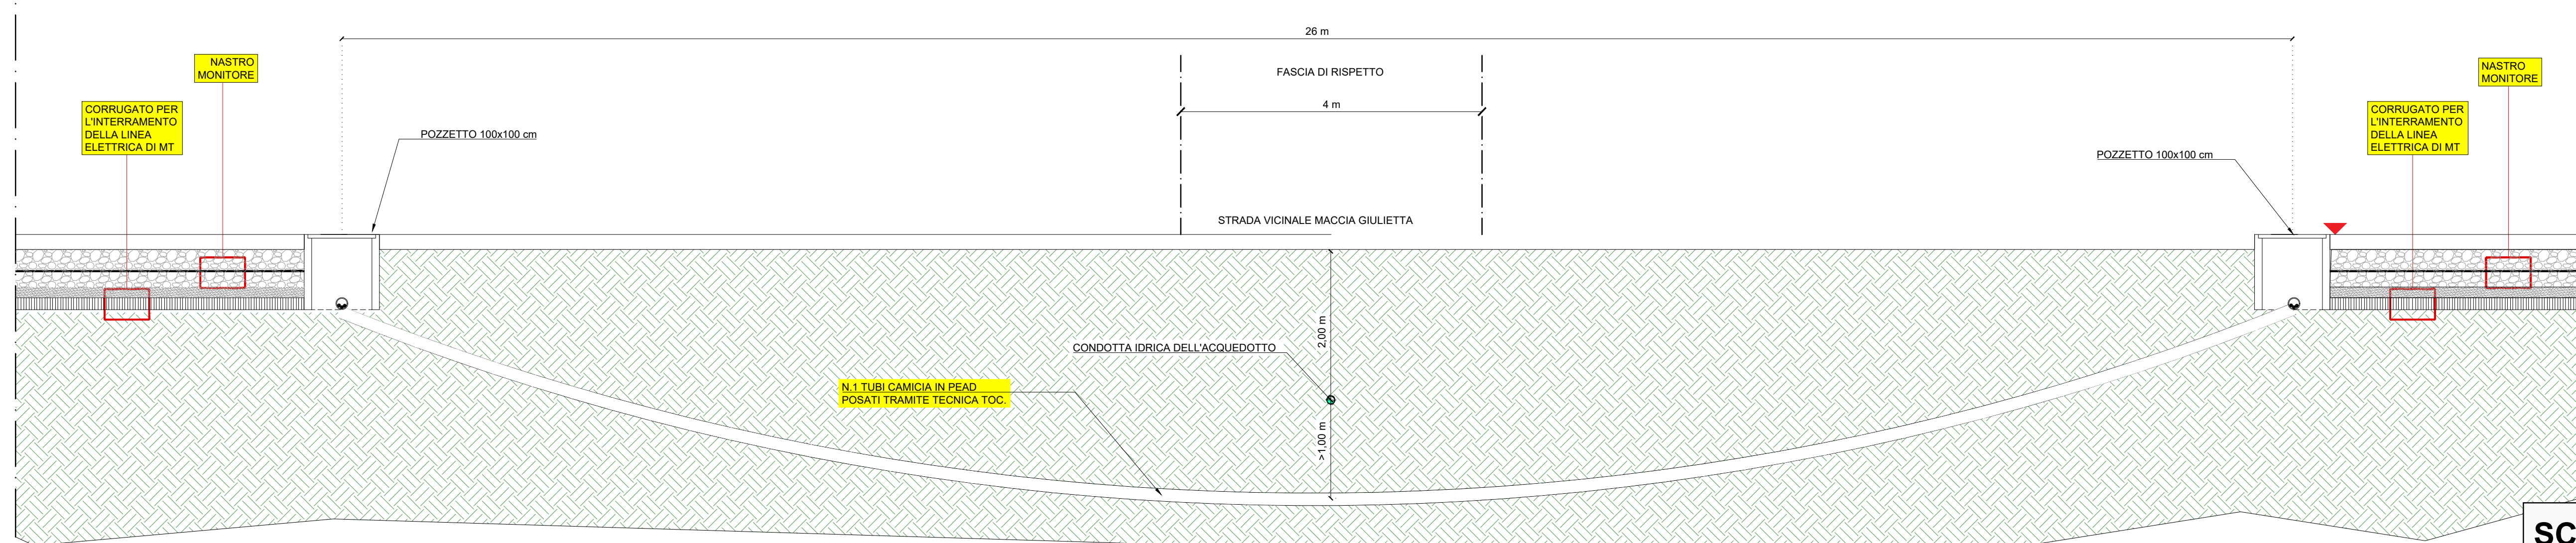 26 m
NASTRO
MONITORE
FASCIA DI RISPETTO
NASTRO
MONITORE
4 m
CORRUGATO PER
L'INTERRAMENTO
DELLA LINEA
ELETTRICA DI MT
POZZETTO 100x100 cm
CORRUGATO PER
L'INTERRAMENTO
DELLA LINEA
ELETTRICA DI MT
POZZETTO 100x100 cm
STRADA VICINALE MACCIA GIULIETTA
2,00 m
CONDOTTA IDRICA DELL'ACQUEDOTTO
N.1 TUBI CAMICIA IN PEAD
POSATI TRAMITE TECNICA TOC.
>1,00 m